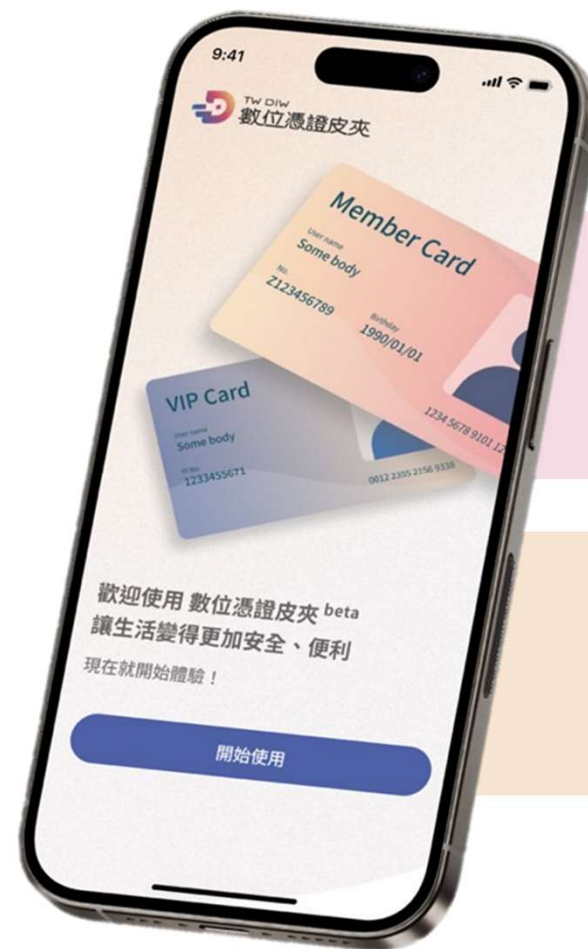 9:41
TW DIW
數位憑證皮夾
Member Card
User name
Some body
No.
Z123456789
Birthday
1990/01/01
1234 5678 9101 12
VIP Card
User name
Some body
ID No.
1233455671
0012 2355 2156 9338
歡迎使用 數位憑證皮夾 beta
讓生活變得更加安全、便利
現在就開始體驗！
開始使用